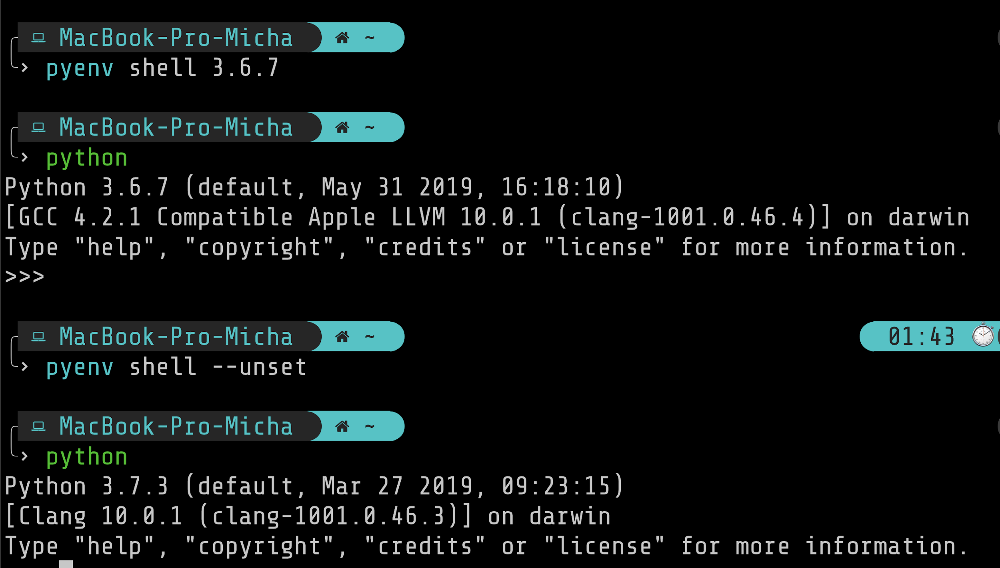 MacBook-Pro-Micha ~
› pyenv shell 3.6.7
MacBook-Pro-Micha ~
› python
Python 3.6.7 (default, May 31 2019, 16:18:10)
[GCC 4.2.1 Compatible Apple LLVM 10.0.1 (clang-1001.0.46.4)] on darwin
Type "help", "copyright", "credits" or "license" for more information.
>>>
MacBook-Pro-Micha ~ 01:43
› pyenv shell --unset
MacBook-Pro-Micha ~
› python
Python 3.7.3 (default, Mar 27 2019, 09:23:15)
[Clang 10.0.1 (clang-1001.0.46.3)] on darwin
Type "help", "copyright", "credits" or "license" for more information.